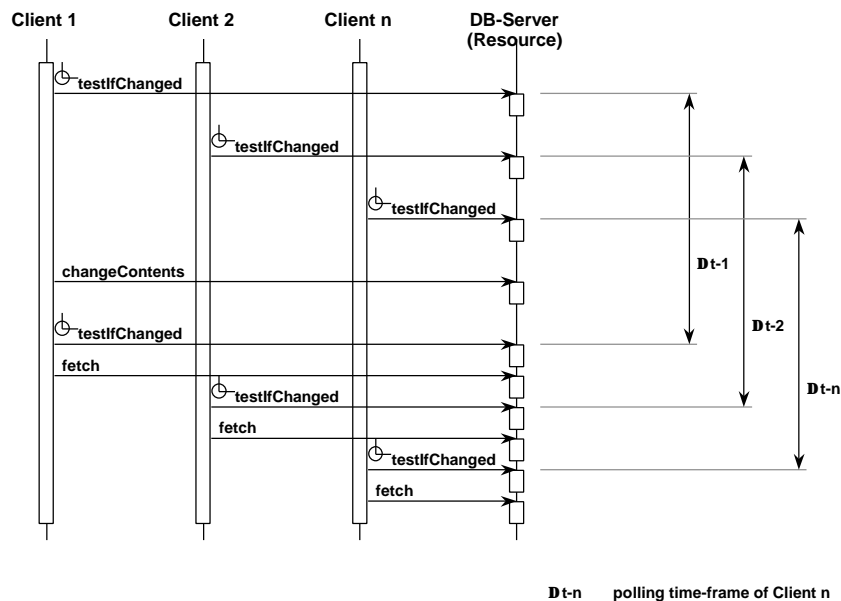 Client 1
Client 2
Client n
DB-Server
(Resource)
testIfChanged
testIfChanged
testIfChanged
changeContents
Dt-1
testIfChanged
Dt-2
fetch
testIfChanged
Dt-n
fetch
testIfChanged
fetch
Dt-n polling time-frame of Client n